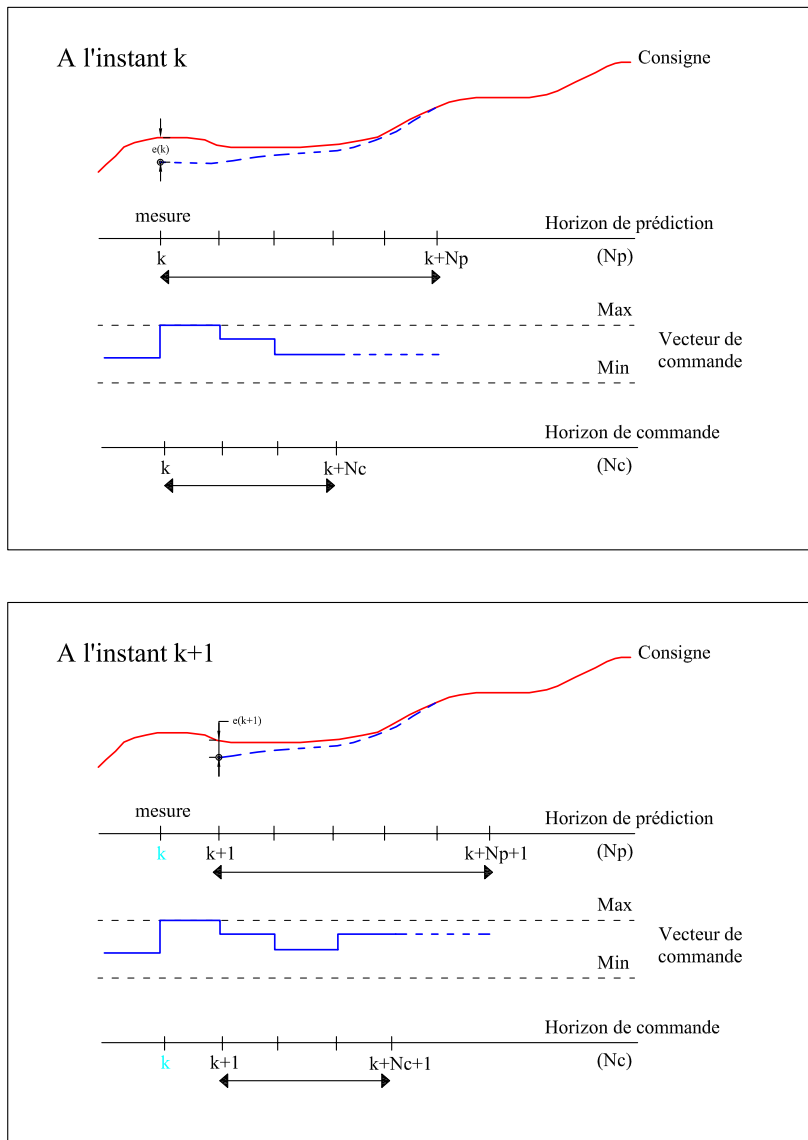 A l'instant k
Consigne
e(k)
mesure
Horizon de prédiction
k
k+Np
(Np)
Max
Vecteur de
commande
Min
Horizon de commande
k
k+Nc
(Nc)
A l'instant k+1
Consigne
e(k+1)
mesure
Horizon de prédiction
k
k+1
k+Np+1
(Np)
Max
Vecteur de
commande
Min
Horizon de commande
k
k+1
k+Nc+1
(Nc)